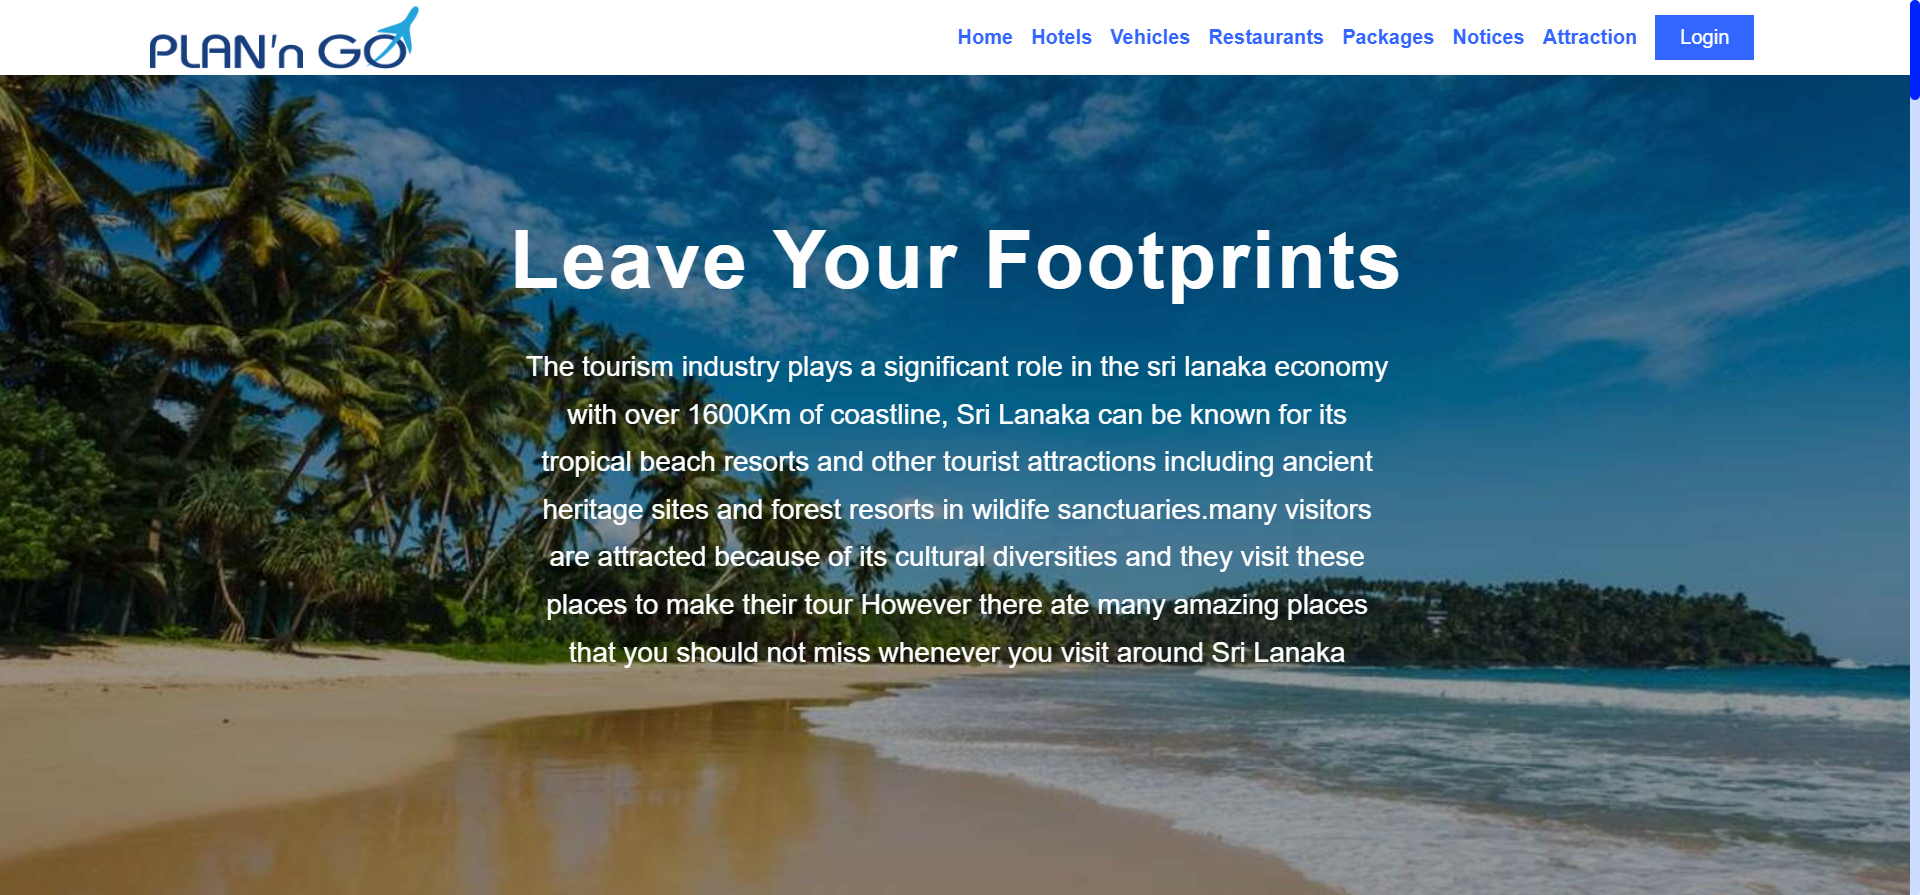 PLAN'n GO
Home Hotels Vehicles Restaurants Packages Notices Attraction Login
Leave Your Footprints
The tourism industry plays a significant role in the sri lanaka economy
with over 1600Km of coastline, Sri Lanaka can be known for its
tropical beach resorts and other tourist attractions including ancient
heritage sites and forest resorts in wildife sanctuaries.many visitors
are attracted because of its cultural diversities and they visit these
places to make their tour However there ate many amazing places
that you should not miss whenever you visit around Sri Lanaka